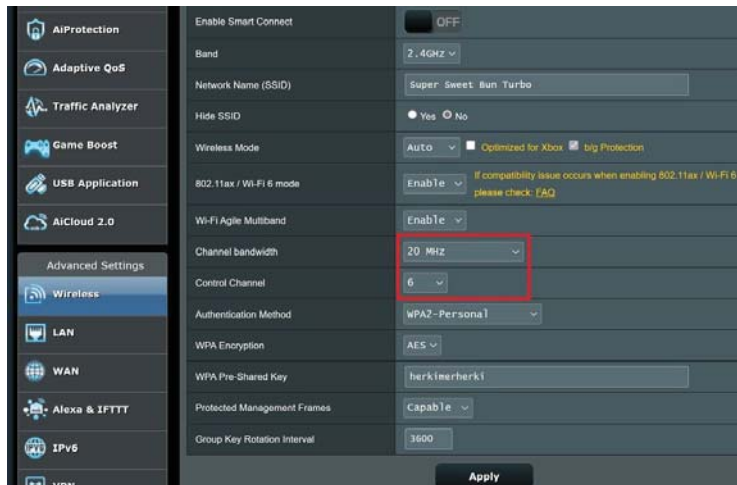 AiProtection
Adaptive QoS
Traffic Analyzer
Game Boost
USB Application
AiCloud 2.0
Advanced Settings
Wireless
LAN
WAN
Alexa & IFTTT
IPv6
VPN
Enable Smart Connect OFF
Band 2.4GHz
Network Name (SSID) Super Sweet Bun Turbo
Hide SSID Yes No
Wireless Mode Auto Optimized for Xbox b/g Protection
802.11ax / Wi-Fi 6 mode Enable If compatibility issue occurs when enabling 802.11ax / Wi-Fi 6
please check: FAQ
Wi-Fi Agile Multiband Enable
Channel bandwidth 20 MHz
Control Channel 6
Authentication Method WPA2-Personal
WPA Encryption AES
WPA Pre-Shared Key herkimerherki
Protected Management Frames Capable
Group Key Rotation Interval 3600
Apply